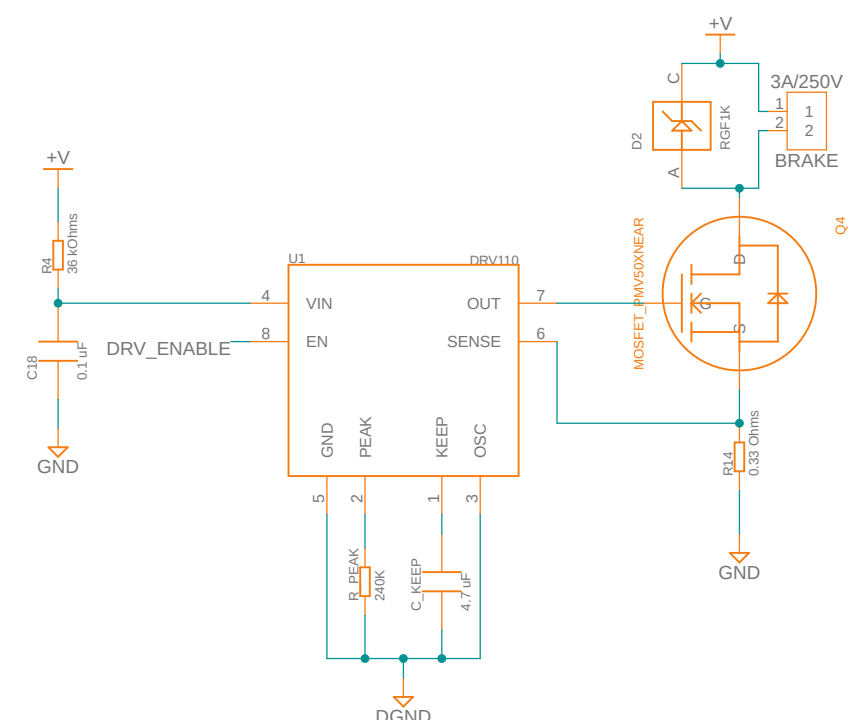 +V
3A/250V
C
1
1
2
2
D2
RGF1K
BRAKE
A
+V
R4
36 kOhms
Q4
MOSFET_PMV50XNEAR
D
G
S
U1
DRV110
4
VIN
OUT
7
8
EN
SENSE
6
DRV_ENABLE
C18
0.1 uF
GND
GND
PEAK
KEEP
OSC
5
2
1
3
R14
0.33 Ohms
GND
R_PEAK
240K
C_KEEP
4.7 uF
DGND